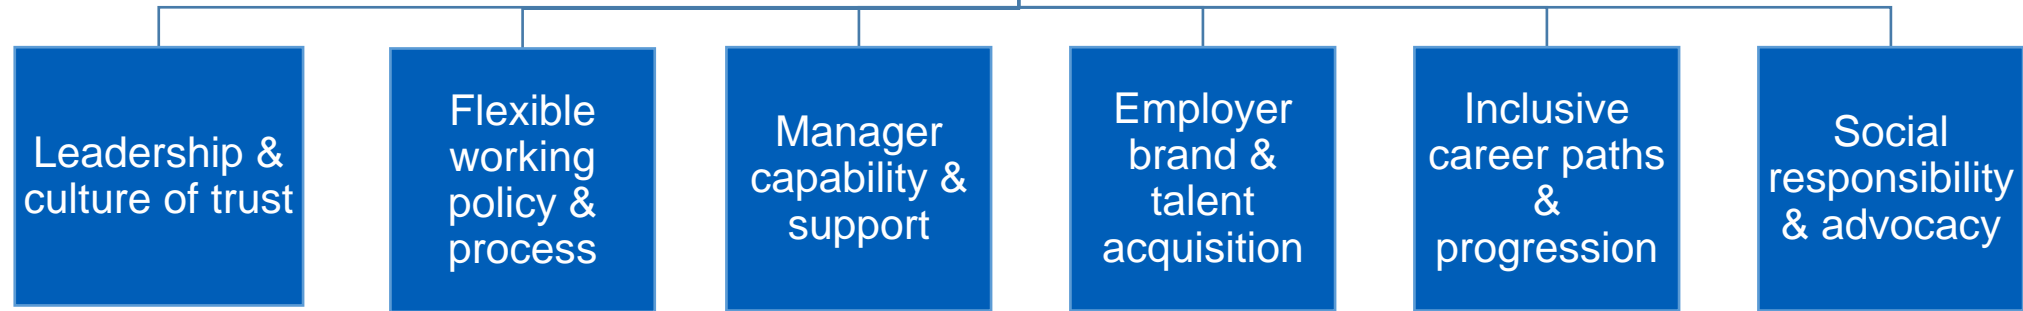 Leadership &
culture of trust
Flexible
working
policy &
process
Manager
capability &
support
Employer
brand &
talent
acquisition
Inclusive
career paths
&
progression
Social
responsibility
& advocacy